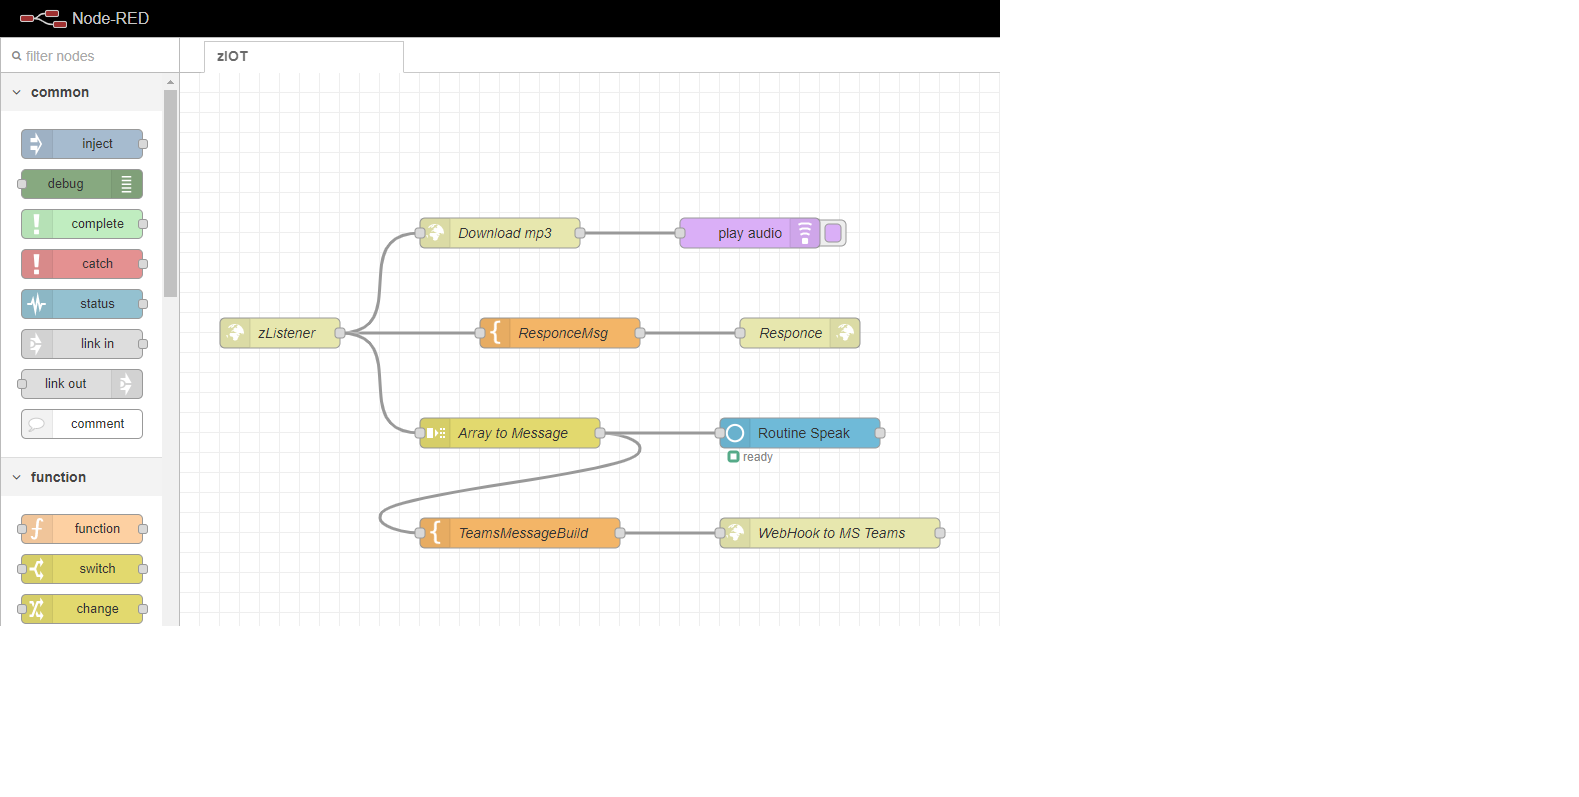 Node-RED
filter nodes
zIOT
common
inject
debug
complete
catch
status
link in
link out
comment
function
function
switch
change
Download mp3
play audio
zListener
ResponceMsg
Responce
Array to Message
Routine Speak
ready
TeamsMessageBuild
WebHook to MS Teams